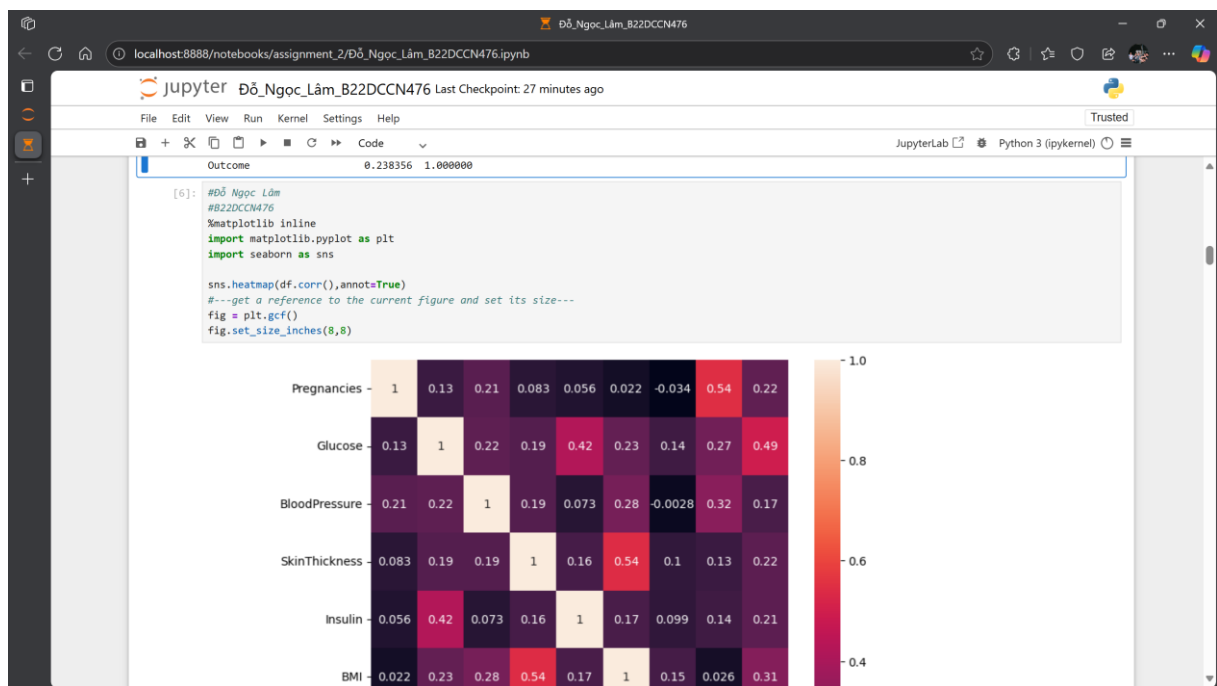 Đỗ_Ngọc_Lâm_B22DCCN476
localhost:8888/notebooks/assignment_2/Đỗ_Ngọc_Lâm_B22DCCN476.ipynb
jupyter Đỗ_Ngọc_Lâm_B22DCCN476 Last Checkpoint: 27 minutes ago
File Edit View Run Kernel Settings Help Trusted
Code JupyterLab Python 3 (ipykernel)
Outcome 0.238356 1.000000
[6]: #Đỗ Ngọc Lâm
#B22DCCN476
%matplotlib inline
import matplotlib.pyplot as plt
import seaborn as sns
sns.heatmap(df.corr(),annot=True)
#---get a reference to the current figure and set its size---
fig = plt.gcf()
fig.set_size_inches(8,8)
Pregnancies 1 0.13 0.21 0.083 0.056 0.022 -0.034 0.54 0.22 1.0
Glucose 0.13 1 0.22 0.19 0.42 0.23 0.14 0.27 0.49
0.8
BloodPressure 0.21 0.22 1 0.19 0.073 0.28 -0.0028 0.32 0.17
SkinThickness 0.083 0.19 0.19 1 0.16 0.54 0.1 0.13 0.22 0.6
Insulin 0.056 0.42 0.073 0.16 1 0.17 0.099 0.14 0.21
BMI 0.022 0.23 0.28 0.54 0.17 1 0.15 0.026 0.31
0.4